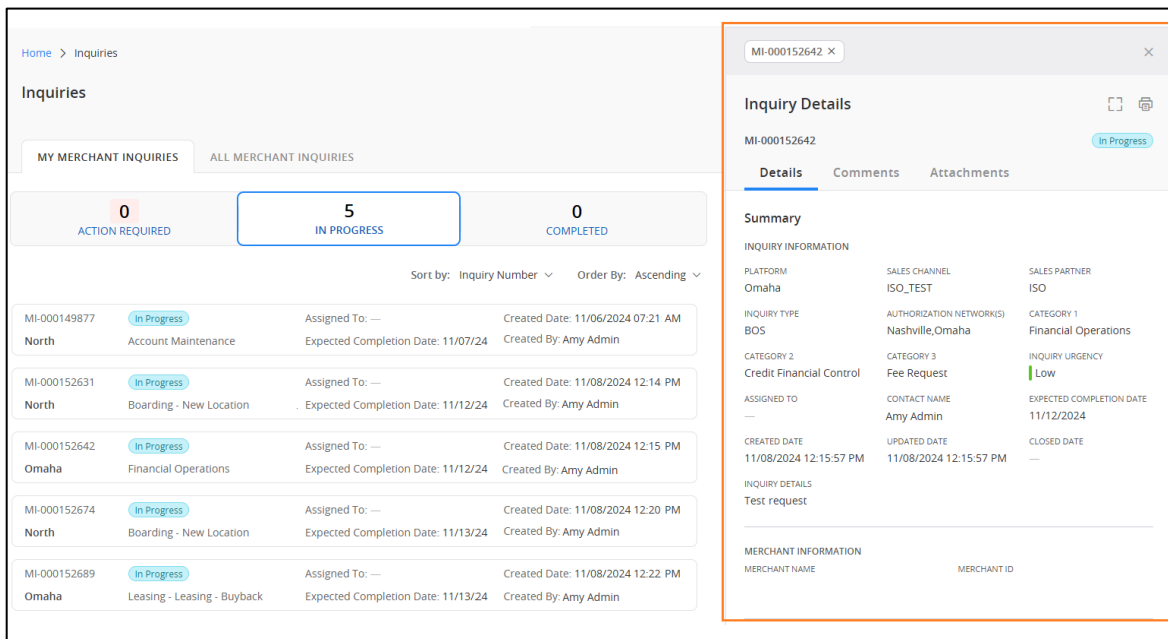 Home > Inquiries
Inquiries
MY MERCHANT INQUIRIES ALL MERCHANT INQUIRIES
0 5 0
ACTION REQUIRED IN PROGRESS COMPLETED
Sort by: Inquiry Number Order By: Ascending
MI-000149877 In Progress Assigned To: — Created Date: 11/06/2024 07:21 AM
North Account Maintenance Expected Completion Date: 11/07/24 Created By: Amy Admin
MI-000152631 In Progress Assigned To: — Created Date: 11/08/2024 12:14 PM
North Boarding - New Location . Expected Completion Date: 11/12/24 Created By: Amy Admin
MI-000152642 In Progress Assigned To: — Created Date: 11/08/2024 12:15 PM
Omaha Financial Operations Expected Completion Date: 11/12/24 Created By: Amy Admin
MI-000152674 In Progress Assigned To: — Created Date: 11/08/2024 12:20 PM
North Boarding - New Location Expected Completion Date: 11/13/24 Created By: Amy Admin
MI-000152689 In Progress Assigned To: — Created Date: 11/08/2024 12:22 PM
Omaha Leasing - Leasing - Buyback Expected Completion Date: 11/13/24 Created By: Amy Admin
MI-000152642 ×
×
Inquiry Details
MI-000152642 In Progress
Details Comments Attachments
Summary
INQUIRY INFORMATION
PLATFORM SALES CHANNEL SALES PARTNER
Omaha ISO_TEST ISO
INQUIRY TYPE AUTHORIZATION NETWORK(S) CATEGORY 1
BOS Nashville,Omaha Financial Operations
CATEGORY 2 CATEGORY 3 INQUIRY URGENCY
Credit Financial Control Fee Request Low
ASSIGNED TO CONTACT NAME EXPECTED COMPLETION DATE
— Amy Admin 11/12/2024
CREATED DATE UPDATED DATE CLOSED DATE
11/08/2024 12:15:57 PM 11/08/2024 12:15:57 PM —
INQUIRY DETAILS
Test request
MERCHANT INFORMATION
MERCHANT NAME MERCHANT ID